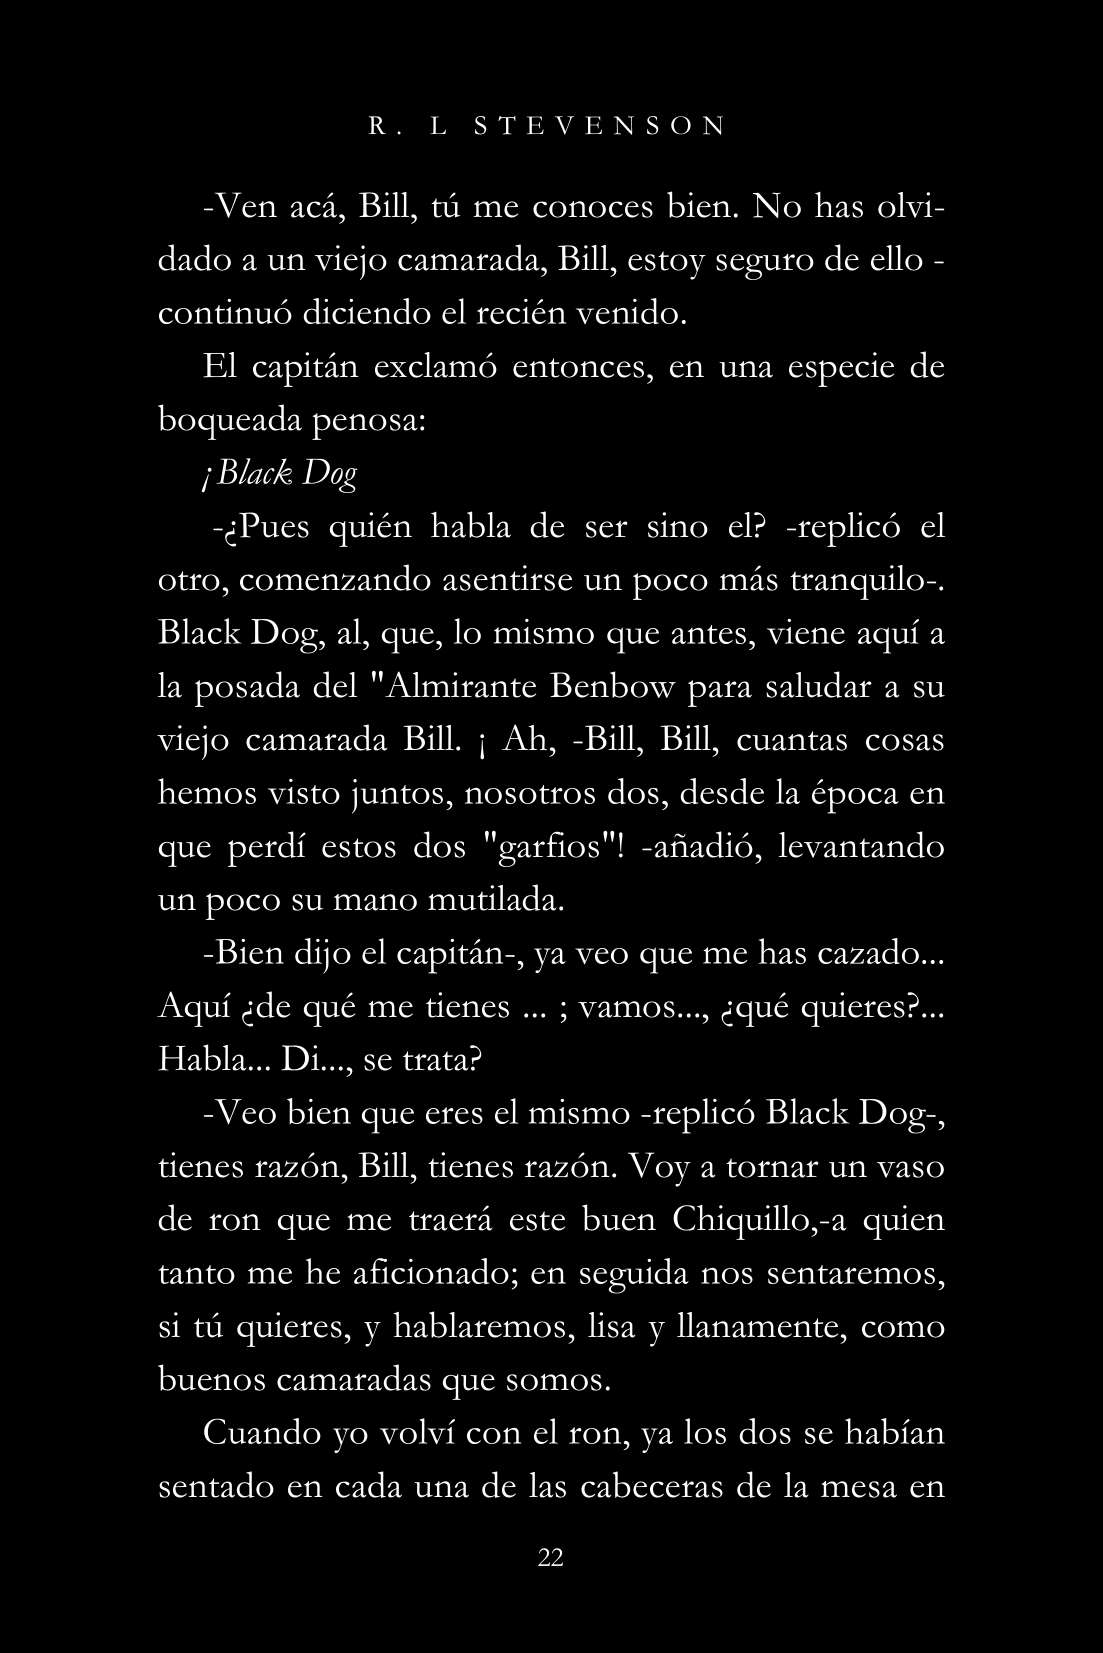 R. L STEVENSON
-Ven acá, Bill, tú me conoces bien. No has olvi-
dado a un viejo camarada, Bill, estoy seguro de ello -
continuó diciendo el recién venido.
El capitán exclamó entonces, en una especie de
boqueada penosa:
¡Black Dog
-¿Pues quién habla de ser sino el? -replicó el
otro, comenzando asentirse un poco más tranquilo-.
Black Dog, al, que, lo mismo que antes, viene aquí a
la posada del "Almirante Benbow para saludar a su
viejo camarada Bill. ¡ Ah, -Bill, Bill, cuantas cosas
hemos visto juntos, nosotros dos, desde la época en
que perdí estos dos "garfios"! -añadió, levantando
un poco su mano mutilada.
-Bien dijo el capitán-, ya veo que me has cazado...
Aquí ¿de qué me tienes ... ; vamos..., ¿qué quieres?...
Habla... Di..., se trata?
-Veo bien que eres el mismo -replicó Black Dog-,
tienes razón, Bill, tienes razón. Voy a tornar un vaso
de ron que me traerá este buen Chiquillo,-a quien
tanto me he aficionado; en seguida nos sentaremos,
si tú quieres, y hablaremos, lisa y llanamente, como
buenos camaradas que somos.
Cuando yo volví con el ron, ya los dos se habían
sentado en cada una de las cabeceras de la mesa en
22